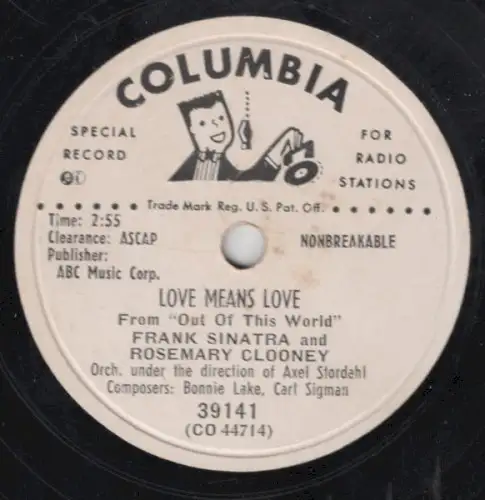 COLUMBIA
SPECIAL
RECORD
FOR
RADIO
STATIONS
Trade Mark Reg. U. S. Pat. Off.
Time: 2:55
Clearance: ASCAP
Publisher:
ABC Music Corp.
NONBREAKABLE
LOVE MEANS LOVE
From "Out Of This World"
FRANK SINATRA and
ROSEMARY CLOONEY
Orch. under the direction of Axel Stordahl
Composers: Bonnie Lake, Carl Sigman
39141
(CO 44714)